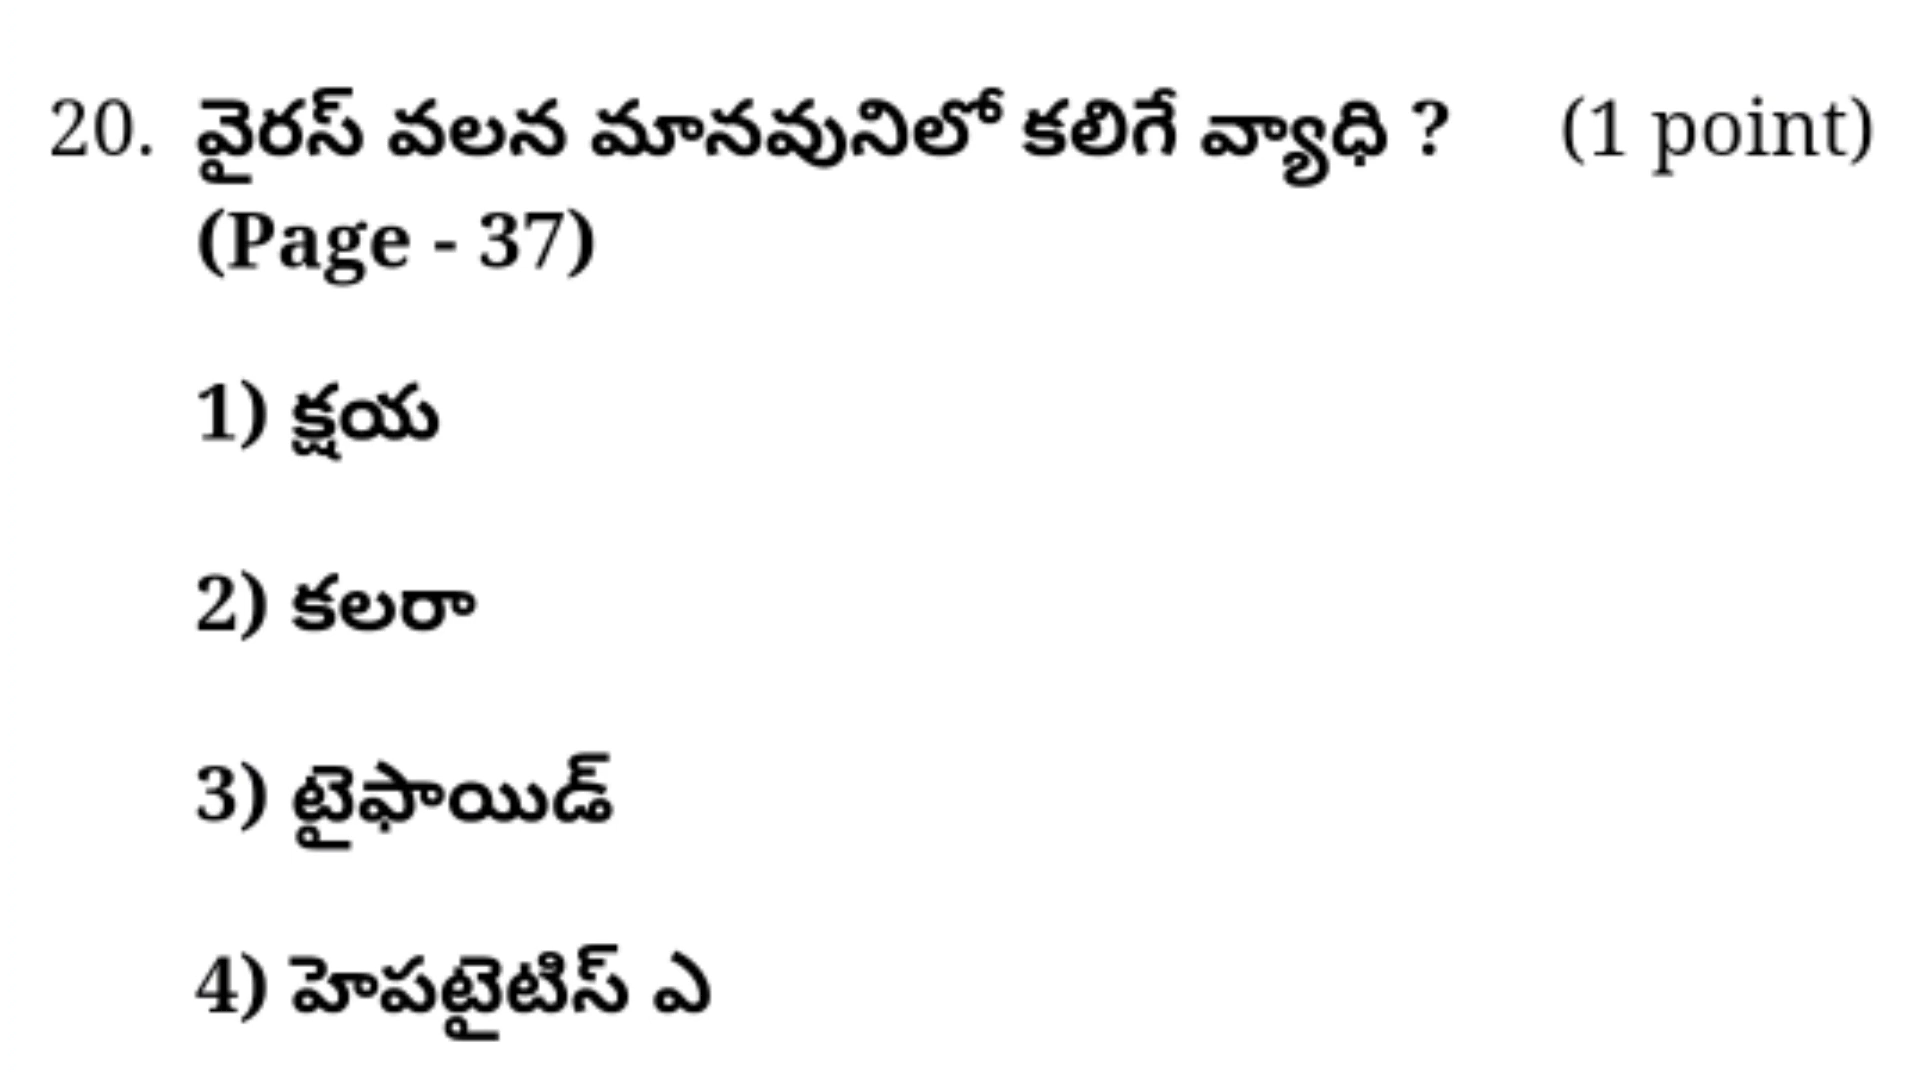 20. వైరస్ వలన మానవునిలో కలిగే వ్యాధి ? (1 point)
(Page - 37)
1) క్షయ
2) కలరా
3) టైఫాయిడ్
4) హెపటైటిస్ ఎ